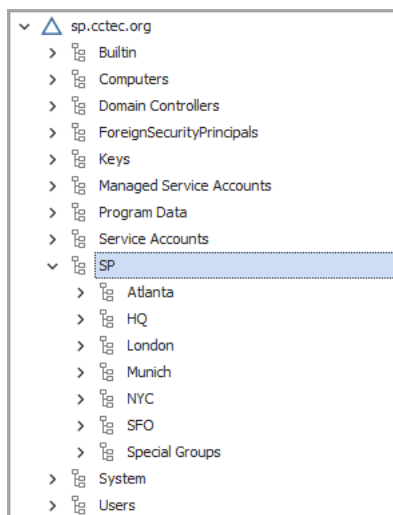 sp.cctec.org
Builtin
Computers
Domain Controllers
ForeignSecurityPrincipals
Keys
Managed Service Accounts
Program Data
Service Accounts
SP
Atlanta
HQ
London
Munich
NYC
SFO
Special Groups
System
Users